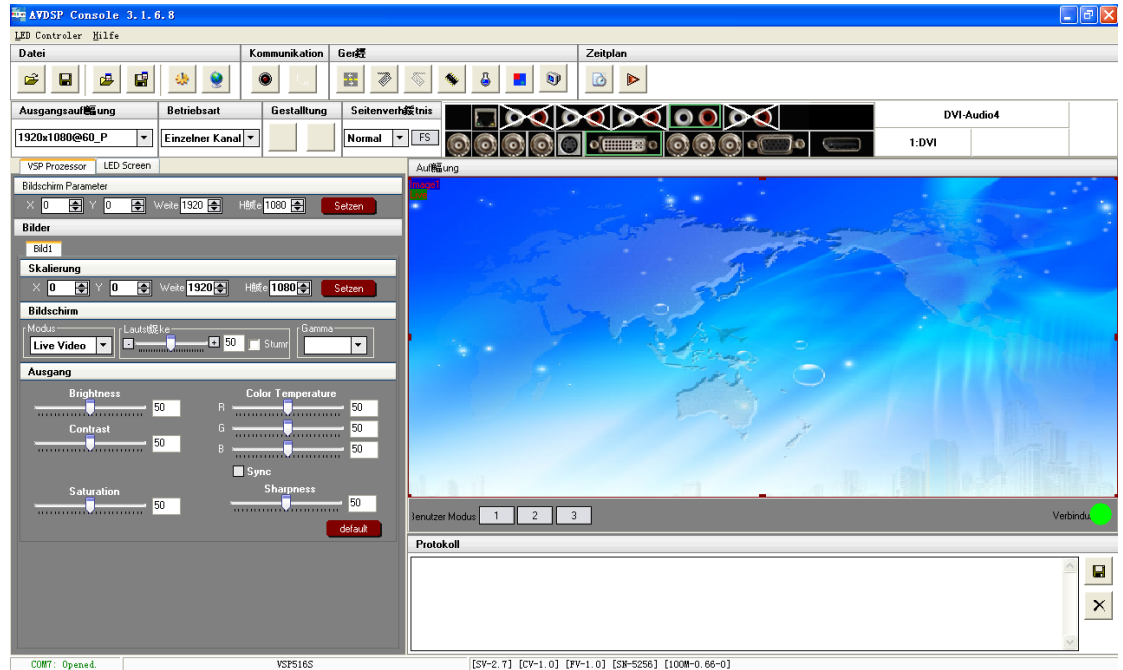 AVDSP Console 3.1.6.8
LED Controler Hilfe
Datei Kommunikation Zeitplan
Betriebsart Gestalltung
DVI-Audio4
1920x1080@60_P Einzelner Kanal Normal FS
1:DVI
VSP Prozessor LED Screen
Bildschirm Parameter
X 0 Y 0 Weite 1920 1080 Setzen
Bilder
Bild1
Skalierung
X 0 Y 0 Weite 1920 1080 Setzen
Bildschirm
Modus Gamma
Live Video - + 50 Stumr
Ausgang
Brightness Color Temperature
50 R 50
Contrast G 50
50 B 50
Sync
Saturation Sharpness
50 50
default
Image1
enutzer Modus 1 2 3 Verbindu
Protokoll
COM7: Opened. VSP516S [SV-2.7] [CV-1.0] [FV-1.0] [SN-5256] [100M-0.66-0]